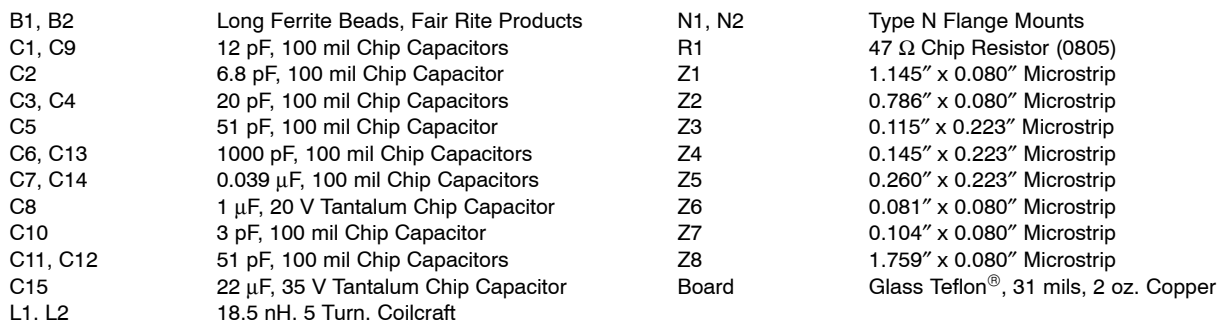 B1, B2 Long Ferrite Beads, Fair Rite Products
C1, C9 12 pF, 100 mil Chip Capacitors
C2 6.8 pF, 100 mil Chip Capacitor
C3, C4 20 pF, 100 mil Chip Capacitors
C5 51 pF, 100 mil Chip Capacitor
C6, C13 1000 pF, 100 mil Chip Capacitors
C7, C14 0.039 μF, 100 mil Chip Capacitors
C8 1 μF, 20 V Tantalum Chip Capacitor
C10 3 pF, 100 mil Chip Capacitor
C11, C12 51 pF, 100 mil Chip Capacitors
C15 22 μF, 35 V Tantalum Chip Capacitor
L1, L2 18.5 nH, 5 Turn, Coilcraft
N1, N2 Type N Flange Mounts
R1 47 Ω Chip Resistor (0805)
Z1 1.145″ x 0.080″ Microstrip
Z2 0.786″ x 0.080″ Microstrip
Z3 0.115″ x 0.223″ Microstrip
Z4 0.145″ x 0.223″ Microstrip
Z5 0.260″ x 0.223″ Microstrip
Z6 0.081″ x 0.080″ Microstrip
Z7 0.104″ x 0.080″ Microstrip
Z8 1.759″ x 0.080″ Microstrip
Board Glass Teflon®, 31 mils, 2 oz. Copper